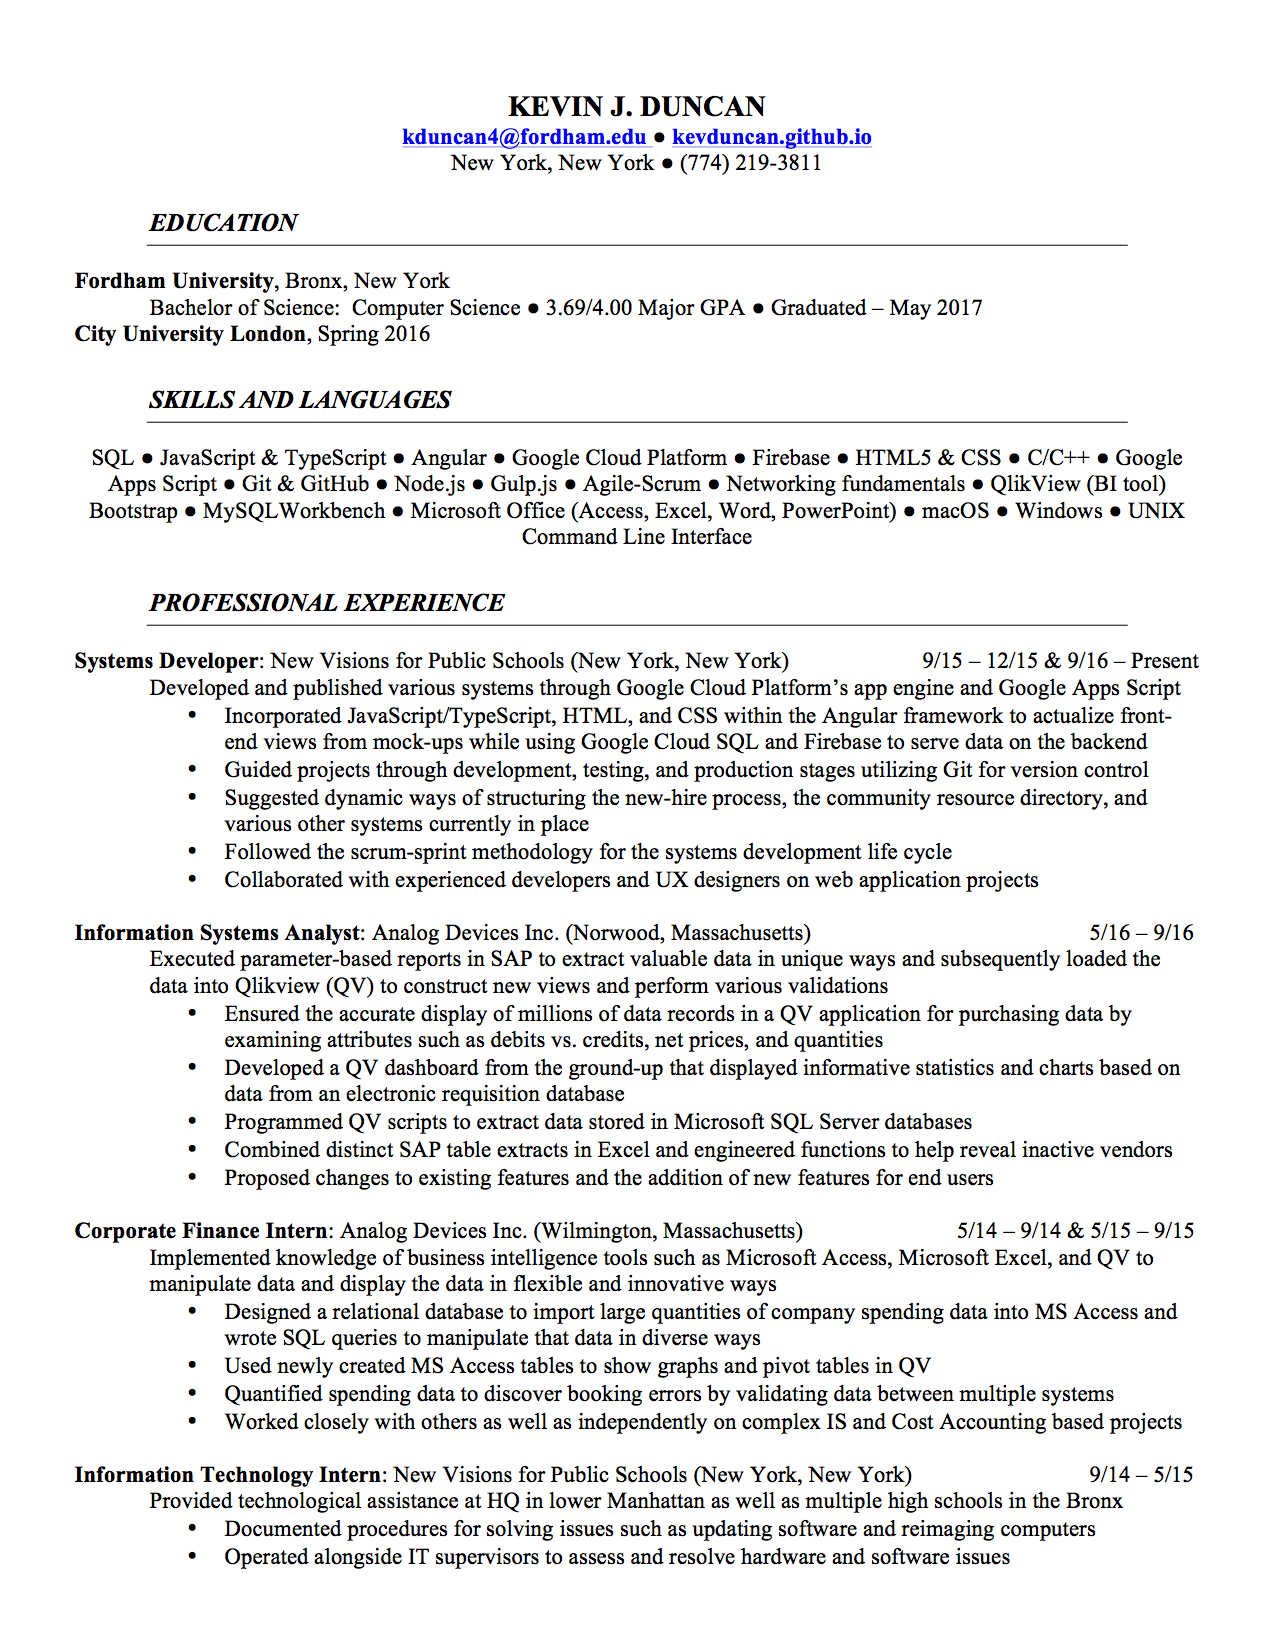 KEVIN J. DUNCAN
kduncan4@fordham.edu ● kevduncan.github.io
New York, New York ● (774) 219-3811
EDUCATION
Fordham University, Bronx, New York
Bachelor of Science:  Computer Science ● 3.69/4.00 Major GPA ● Graduated – May 2017
City University London, Spring 2016
SKILLS AND LANGUAGES
SQL ● JavaScript & TypeScript ● Angular ● Google Cloud Platform ● Firebase ● HTML5 & CSS ● C/C++ ● Google
Apps Script ● Git & GitHub ● Node.js ● Gulp.js ● Agile-Scrum ● Networking fundamentals ● QlikView (BI tool)
Bootstrap ● MySQLWorkbench ● Microsoft Office (Access, Excel, Word, PowerPoint) ● macOS ● Windows ● UNIX
Command Line Interface
PROFESSIONAL EXPERIENCE
Systems Developer: New Visions for Public Schools (New York, New York) 9/15 – 12/15 & 9/16 – Present
Developed and published various systems through Google Cloud Platform’s app engine and Google Apps Script
• Incorporated JavaScript/TypeScript, HTML, and CSS within the Angular framework to actualize front-
end views from mock-ups while using Google Cloud SQL and Firebase to serve data on the backend
• Guided projects through development, testing, and production stages utilizing Git for version control
• Suggested dynamic ways of structuring the new-hire process, the community resource directory, and
various other systems currently in place
• Followed the scrum-sprint methodology for the systems development life cycle
• Collaborated with experienced developers and UX designers on web application projects
Information Systems Analyst: Analog Devices Inc. (Norwood, Massachusetts) 5/16 – 9/16
Executed parameter-based reports in SAP to extract valuable data in unique ways and subsequently loaded the
data into Qlikview (QV) to construct new views and perform various validations
• Ensured the accurate display of millions of data records in a QV application for purchasing data by
examining attributes such as debits vs. credits, net prices, and quantities
• Developed a QV dashboard from the ground-up that displayed informative statistics and charts based on
data from an electronic requisition database
• Programmed QV scripts to extract data stored in Microsoft SQL Server databases
• Combined distinct SAP table extracts in Excel and engineered functions to help reveal inactive vendors
• Proposed changes to existing features and the addition of new features for end users
Corporate Finance Intern: Analog Devices Inc. (Wilmington, Massachusetts) 5/14 – 9/14 & 5/15 – 9/15
Implemented knowledge of business intelligence tools such as Microsoft Access, Microsoft Excel, and QV to
manipulate data and display the data in flexible and innovative ways
• Designed a relational database to import large quantities of company spending data into MS Access and
wrote SQL queries to manipulate that data in diverse ways
• Used newly created MS Access tables to show graphs and pivot tables in QV
• Quantified spending data to discover booking errors by validating data between multiple systems
• Worked closely with others as well as independently on complex IS and Cost Accounting based projects
Information Technology Intern: New Visions for Public Schools (New York, New York) 9/14 – 5/15
Provided technological assistance at HQ in lower Manhattan as well as multiple high schools in the Bronx
• Documented procedures for solving issues such as updating software and reimaging computers
• Operated alongside IT supervisors to assess and resolve hardware and software issues